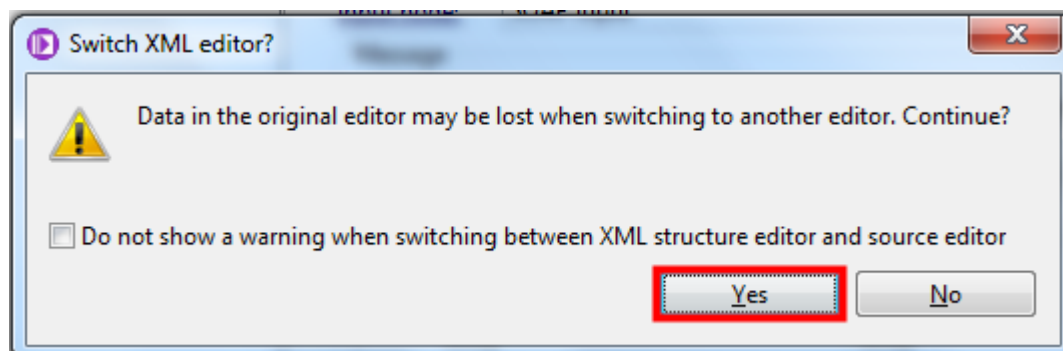 Switch XML editor?
Data in the original editor may be lost when switching to another editor. Continue?
Do not show a warning when switching between XML structure editor and source editor
Yes
No